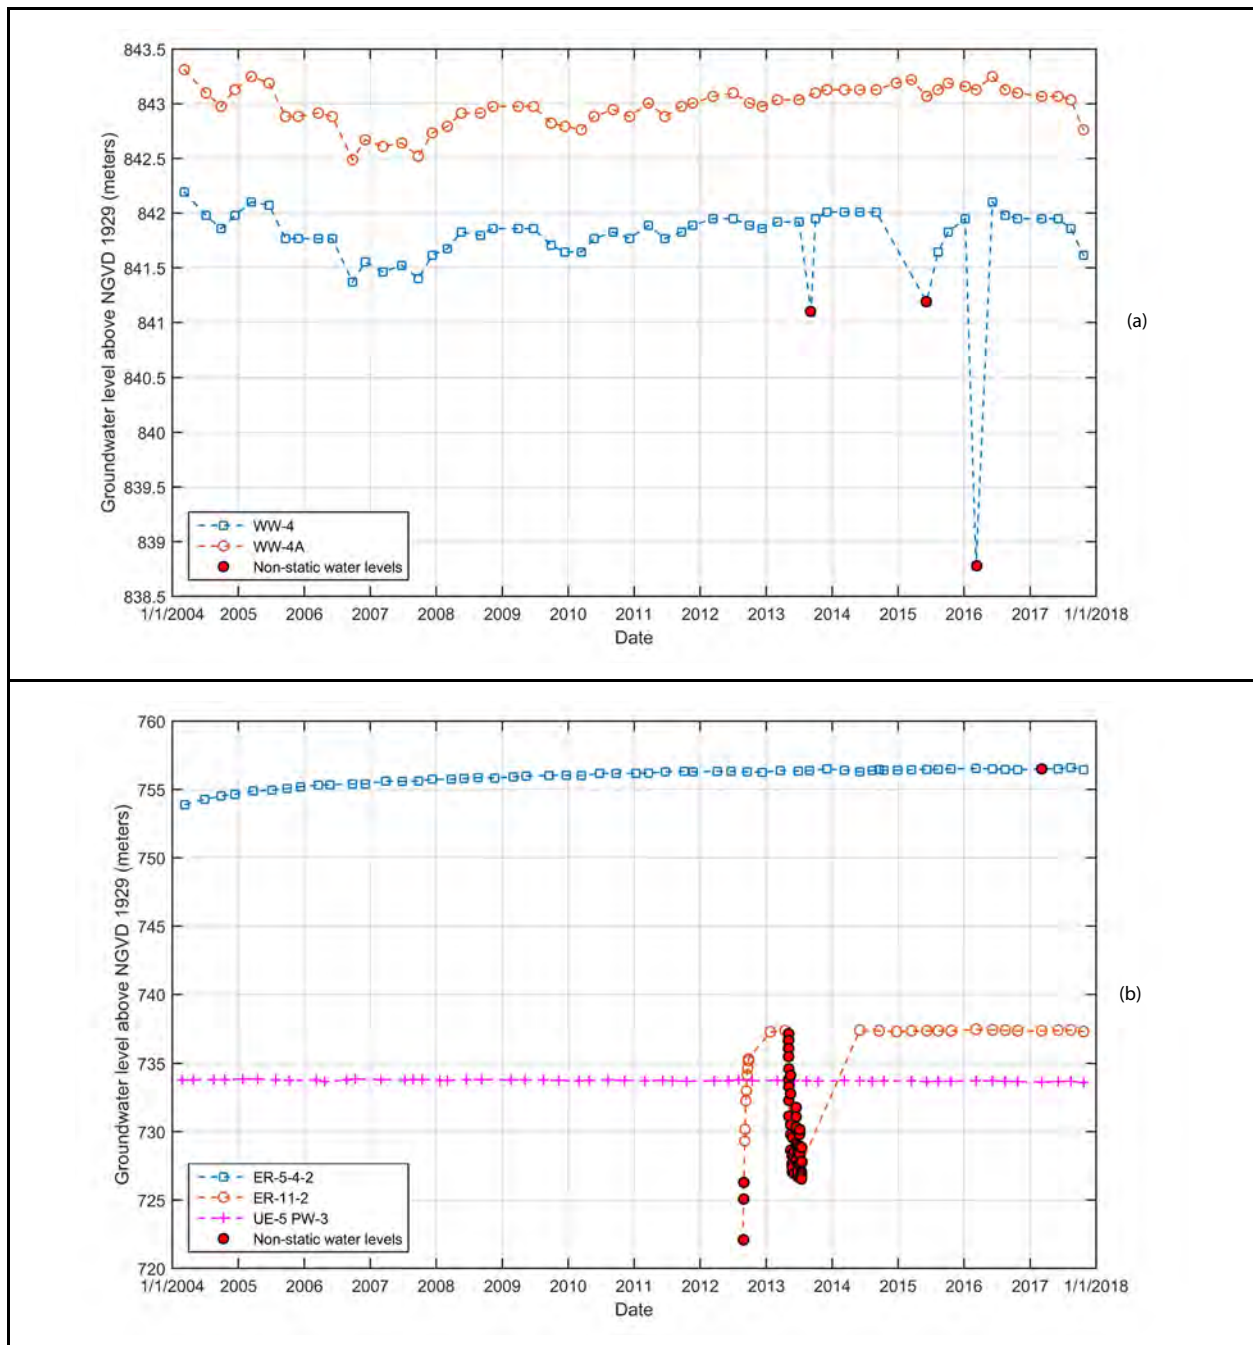 843.5
843
842.5
842
841.5
841
840.5
840
839.5
839
838.5
Groundwater level above NGVD 1929 (meters)
WW-4
WW-4A
Non-static water levels
1/1/2004 2005 2006 2007 2008 2009 2010 2011 2012 2013 2014 2015 2016 2017 1/1/2018
Date
(a)
760
755
750
745
740
735
730
725
720
Groundwater level above NGVD 1929 (meters)
ER-5-4-2
ER-11-2
UE-5 PW-3
Non-static water levels
1/1/2004 2005 2006 2007 2008 2009 2010 2011 2012 2013 2014 2015 2016 2017 1/1/2018
Date
(b)